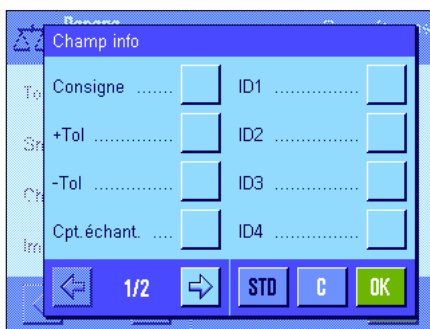 Champ info
Consigne ....... ID1 ...............
+Tol .............. ID2 ...............
-Tol .............. ID3 ...............
Cpt.échant. .... ID4 ...............
1/2 STD C OK